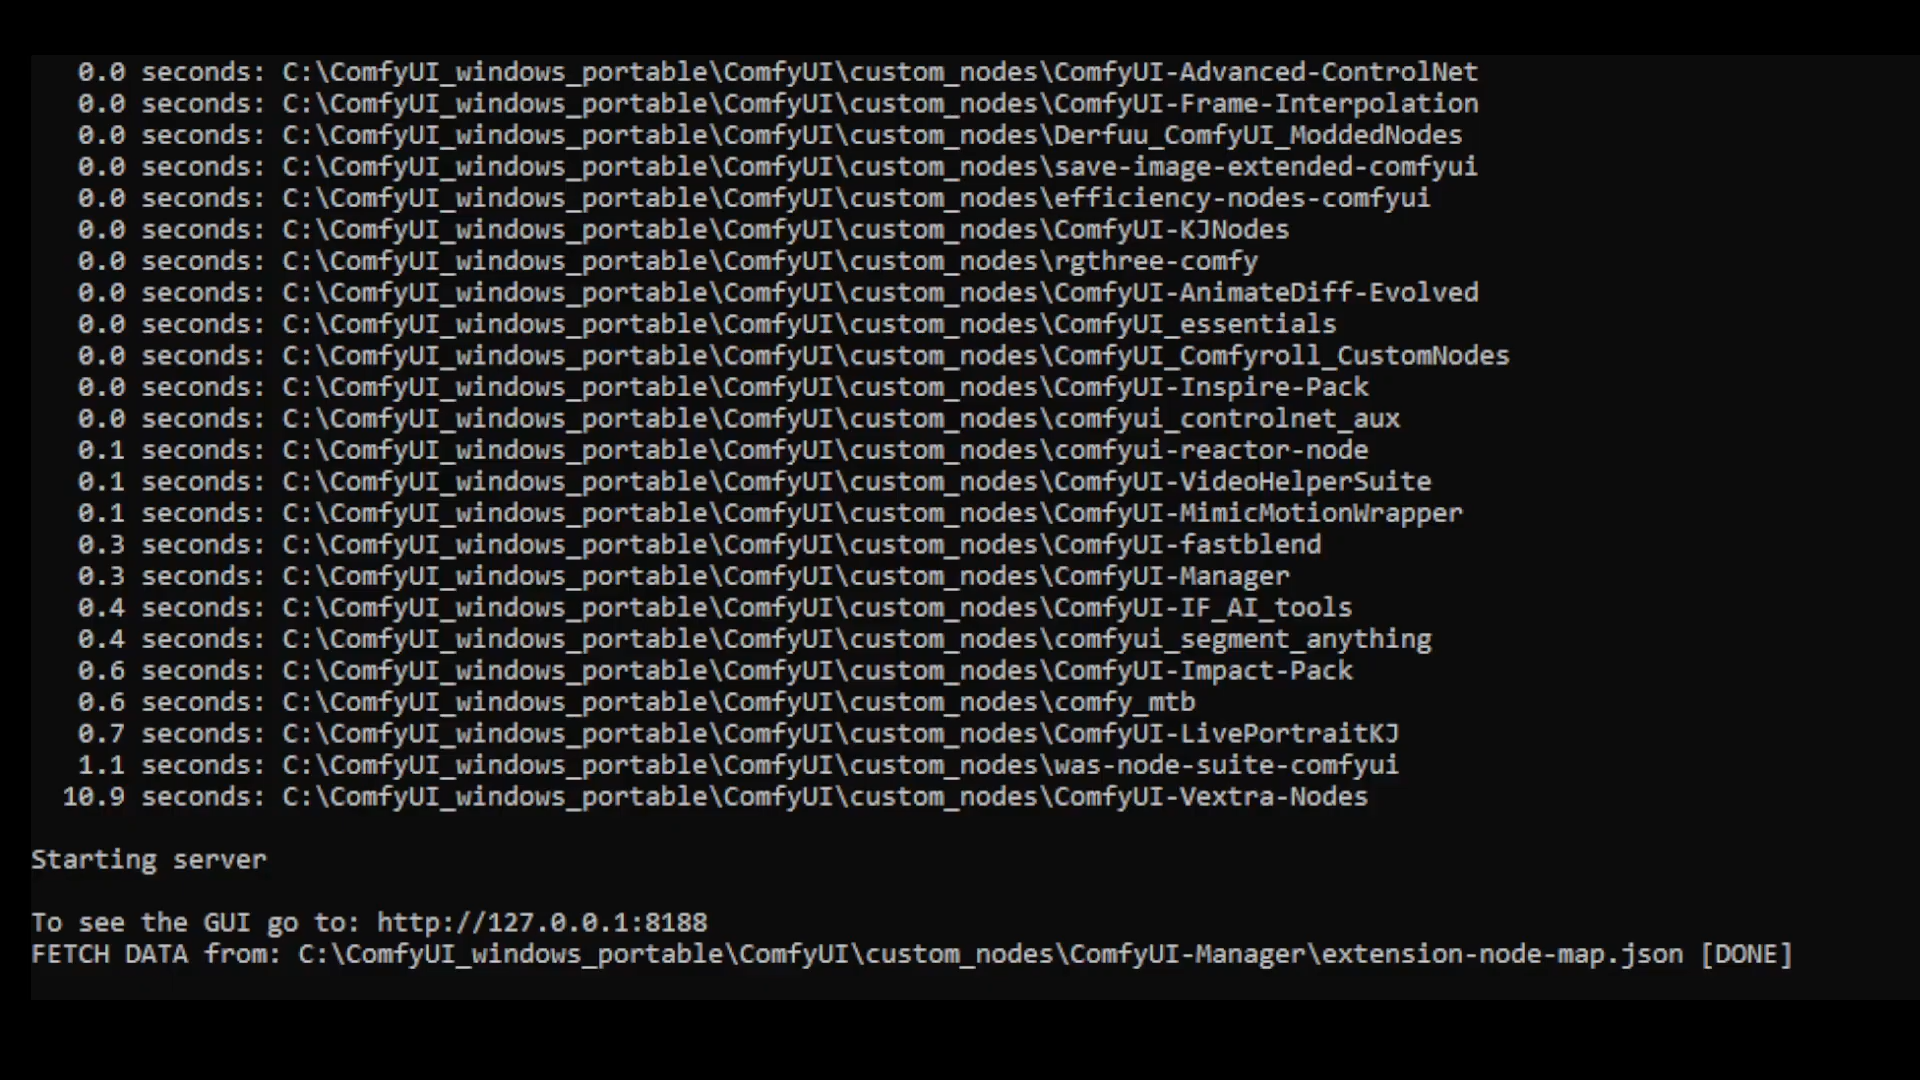 0.0 seconds: C:\ComfyUI_windows_portable\ComfyUI\custom_nodes\ComfyUI-Advanced-ControlNet
0.0 seconds: C:\ComfyUI_windows_portable\ComfyUI\custom_nodes\ComfyUI-Frame-Interpolation
0.0 seconds: C:\ComfyUI_windows_portable\ComfyUI\custom_nodes\Derfuu_ComfyUI_ModdedNodes
0.0 seconds: C:\ComfyUI_windows_portable\ComfyUI\custom_nodes\save-image-extended-comfyui
0.0 seconds: C:\ComfyUI_windows_portable\ComfyUI\custom_nodes\efficiency-nodes-comfyui
0.0 seconds: C:\ComfyUI_windows_portable\ComfyUI\custom_nodes\ComfyUI-KJNodes
0.0 seconds: C:\ComfyUI_windows_portable\ComfyUI\custom_nodes\rgthree-comfy
0.0 seconds: C:\ComfyUI_windows_portable\ComfyUI\custom_nodes\ComfyUI-AnimateDiff-Evolved
0.0 seconds: C:\ComfyUI_windows_portable\ComfyUI\custom_nodes\ComfyUI_essentials
0.0 seconds: C:\ComfyUI_windows_portable\ComfyUI\custom_nodes\ComfyUI_Comfyroll_CustomNodes
0.0 seconds: C:\ComfyUI_windows_portable\ComfyUI\custom_nodes\ComfyUI-Inspire-Pack
0.0 seconds: C:\ComfyUI_windows_portable\ComfyUI\custom_nodes\comfyui_controlnet_aux
0.1 seconds: C:\ComfyUI_windows_portable\ComfyUI\custom_nodes\comfyui-reactor-node
0.1 seconds: C:\ComfyUI_windows_portable\ComfyUI\custom_nodes\ComfyUI-VideoHelperSuite
0.1 seconds: C:\ComfyUI_windows_portable\ComfyUI\custom_nodes\ComfyUI-MimicMotionWrapper
0.3 seconds: C:\ComfyUI_windows_portable\ComfyUI\custom_nodes\ComfyUI-fastblend
0.3 seconds: C:\ComfyUI_windows_portable\ComfyUI\custom_nodes\ComfyUI-Manager
0.4 seconds: C:\ComfyUI_windows_portable\ComfyUI\custom_nodes\ComfyUI-IF_AI_tools
0.4 seconds: C:\ComfyUI_windows_portable\ComfyUI\custom_nodes\comfyui_segment_anything
0.6 seconds: C:\ComfyUI_windows_portable\ComfyUI\custom_nodes\ComfyUI-Impact-Pack
0.6 seconds: C:\ComfyUI_windows_portable\ComfyUI\custom_nodes\comfy_mtb
0.7 seconds: C:\ComfyUI_windows_portable\ComfyUI\custom_nodes\ComfyUI-LivePortraitKJ
1.1 seconds: C:\ComfyUI_windows_portable\ComfyUI\custom_nodes\was-node-suite-comfyui
10.9 seconds: C:\ComfyUI_windows_portable\ComfyUI\custom_nodes\ComfyUI-Vextra-Nodes
Starting server
To see the GUI go to: http://127.0.0.1:8188
FETCH DATA from: C:\ComfyUI_windows_portable\ComfyUI\custom_nodes\ComfyUI-Manager\extension-node-map.json [DONE]